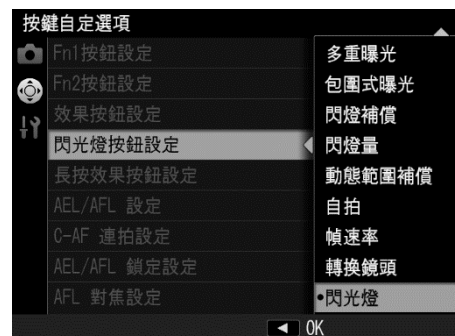 按鍵自定選項
Fn1按鈕設定
Fn2按鈕設定
效果按鈕設定
閃光燈按鈕設定
長按效果按鈕設定
AEL/AFL 設定
C-AF 連拍設定
AEL/AFL 鎖定設定
AFL 對焦設定
多重曝光
包圍式曝光
閃燈補償
閃燈量
動態範圍補償
自拍
幀速率
轉換鏡頭
•閃光燈
OK